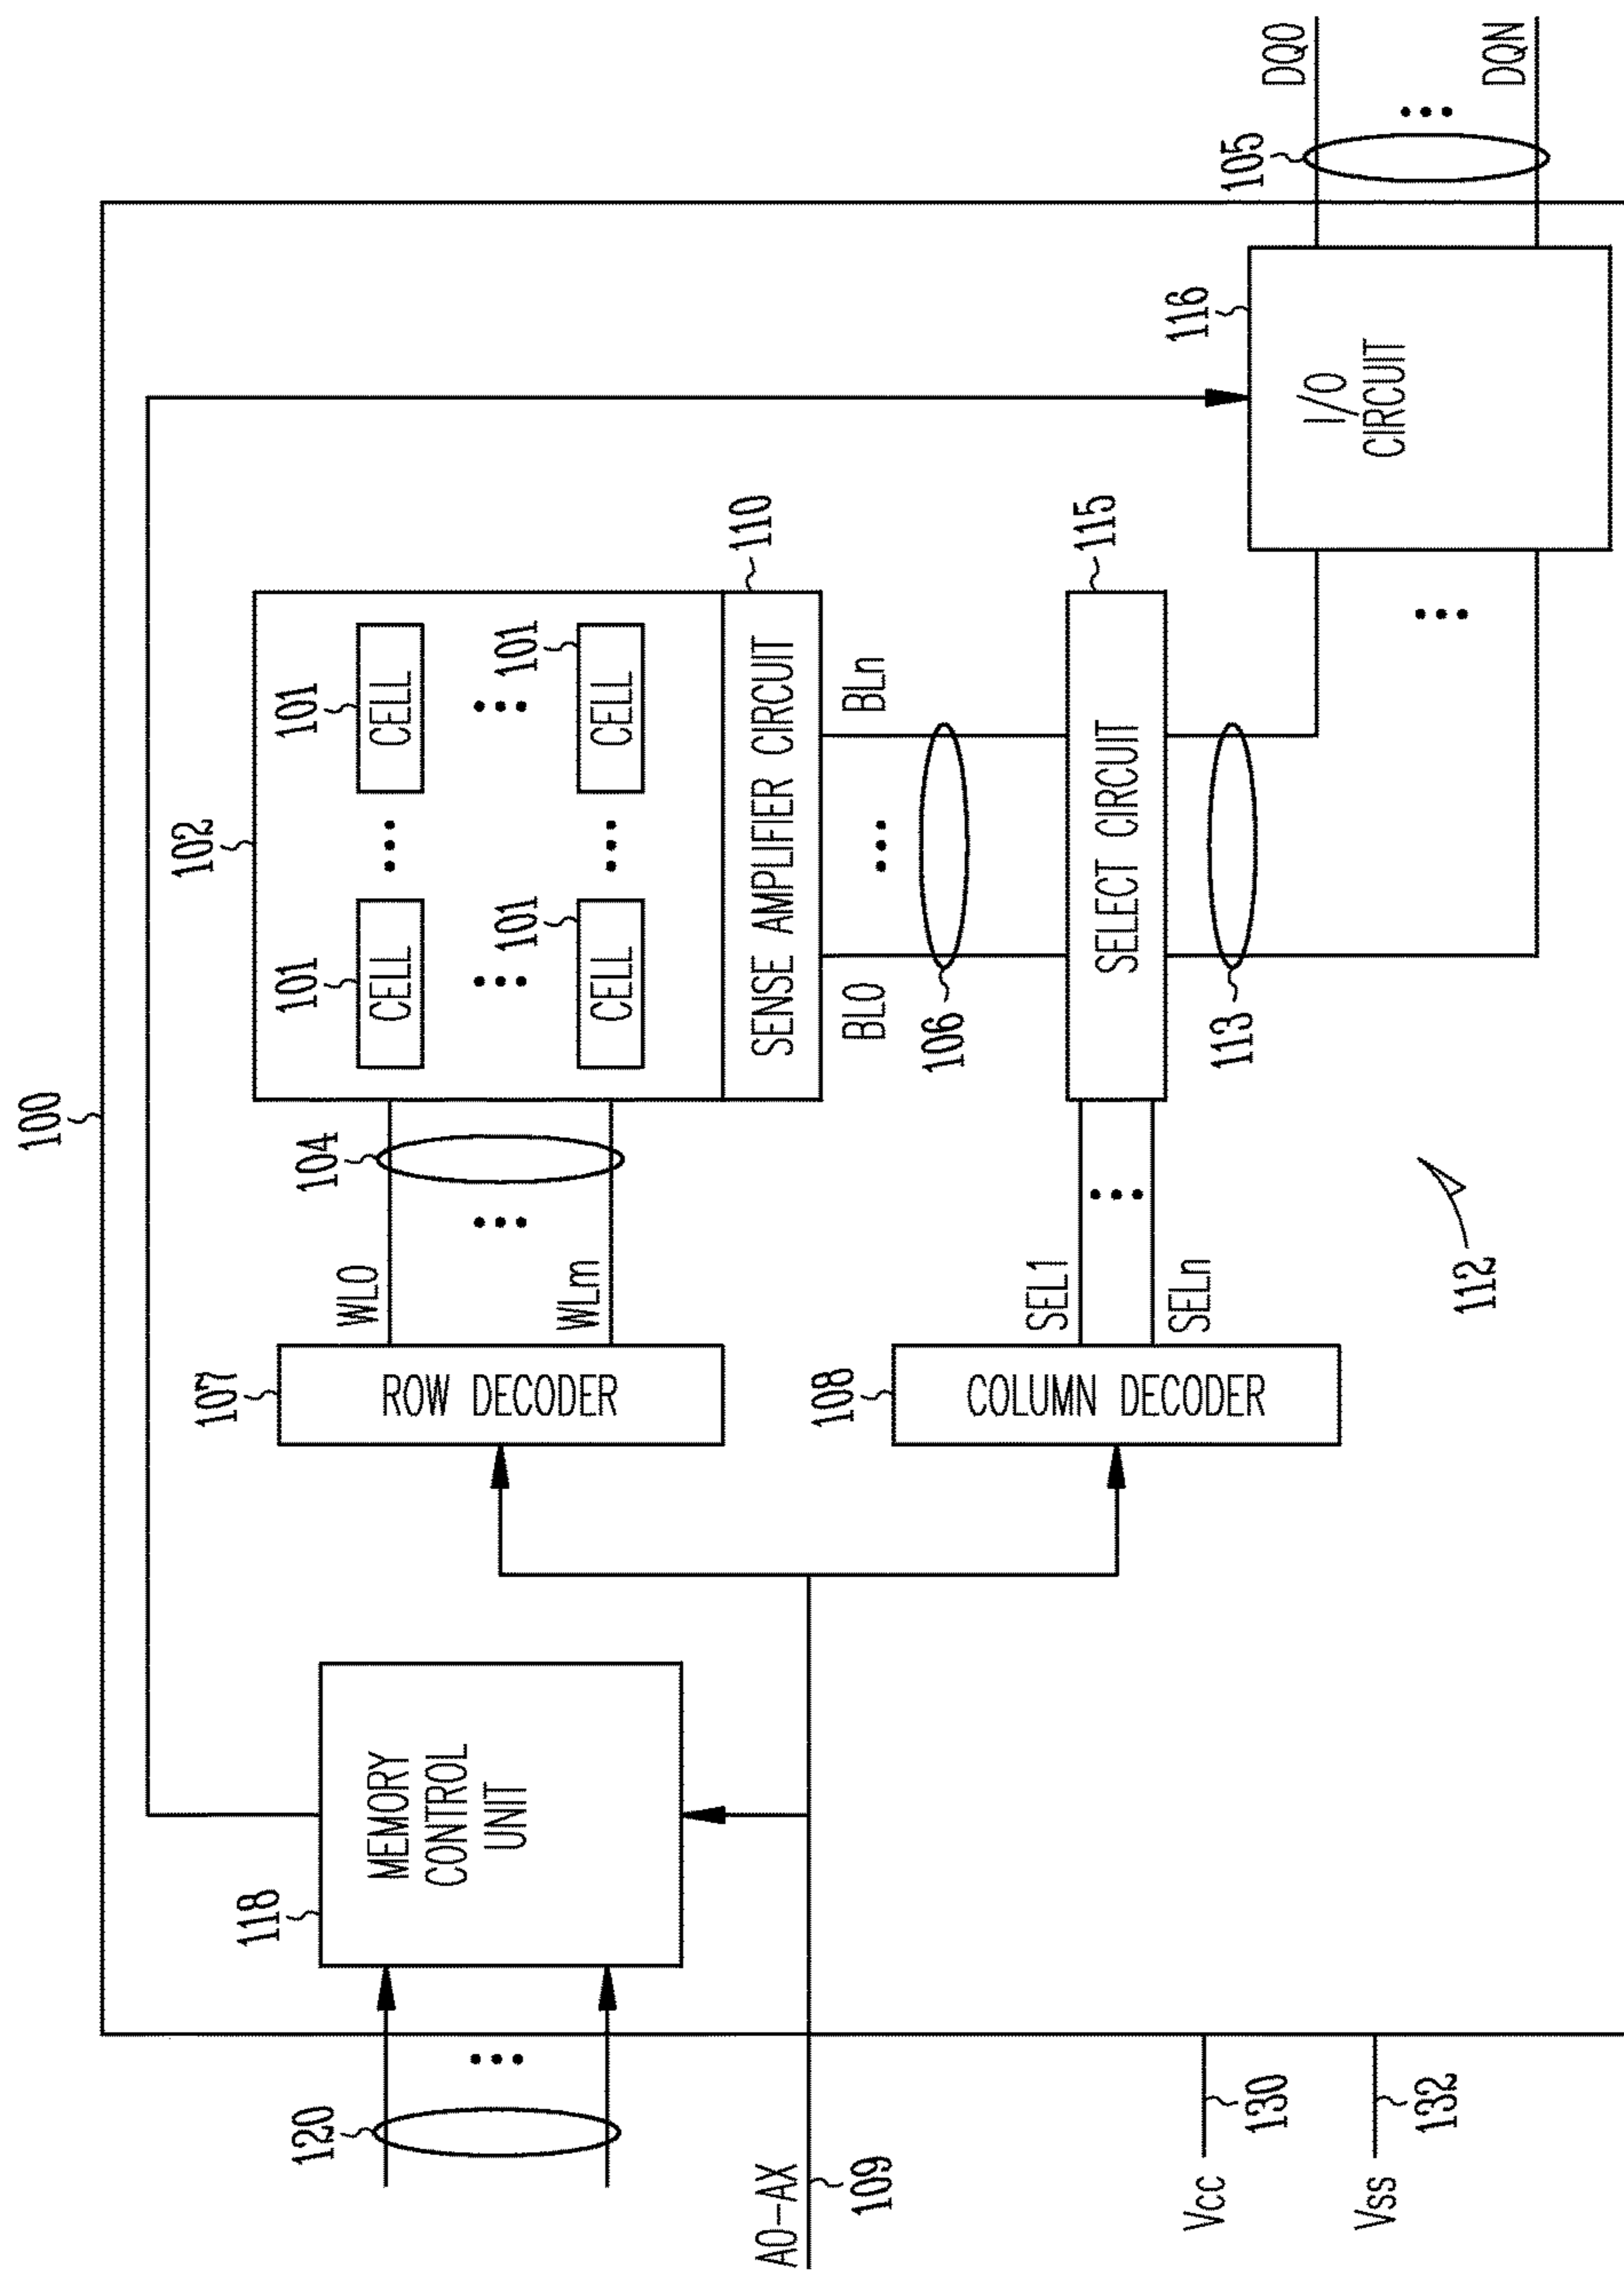 100
102
101
CELL
101
CELL
101
CELL
101
CELL
104
WL0
WLm
107
ROW DECODER
110
SENSE AMPLIFIER CIRCUIT
BL0
BLn
106
115
SELECT CIRCUIT
113
SEL1
SELn
108
COLUMN DECODER
118
MEMORY
CONTROL
UNIT
120
A0-AX
109
Vcc
130
Vss
132
112
116
I/O
CIRCUIT
105
DQ0
DQN